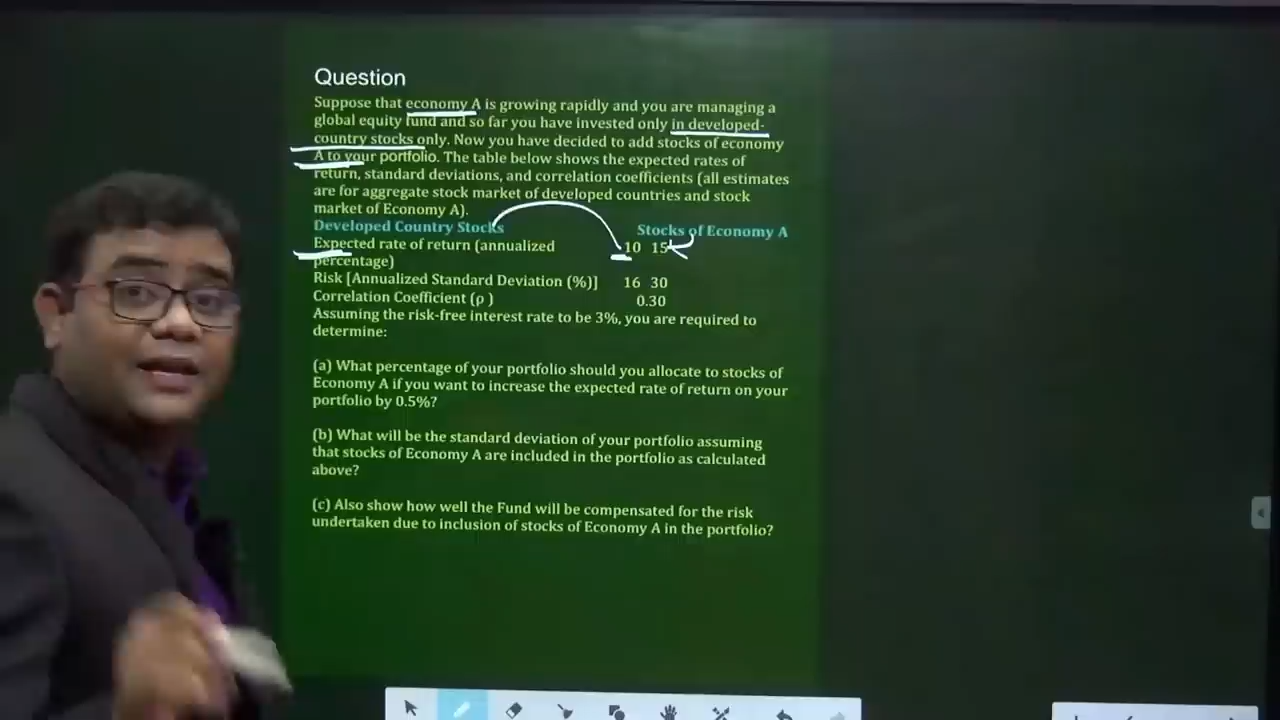 Question
Suppose that economy A is growing rapidly and you are managing a
global equity fund and so far you have invested only in developed-
country stocks only. Now you have decided to add stocks of economy
A to your portfolio. The table below shows the expected rates of
return, standard deviations, and correlation coefficients (all estimates
are for aggregate stock market of developed countries and stock
market of Economy A).
Developed Country Stocks Stocks of Economy A
Expected rate of return (annualized 10 15
percentage)
Risk [Annualized Standard Deviation (%)] 16 30
Correlation Coefficient (ρ ) 0.30
Assuming the risk-free interest rate to be 3%, you are required to
determine:
(a) What percentage of your portfolio should you allocate to stocks of
Economy A if you want to increase the expected rate of return on your
portfolio by 0.5%?
(b) What will be the standard deviation of your portfolio assuming
that stocks of Economy A are included in the portfolio as calculated
above?
(c) Also show how well the Fund will be compensated for the risk
undertaken due to inclusion of stocks of Economy A in the portfolio?